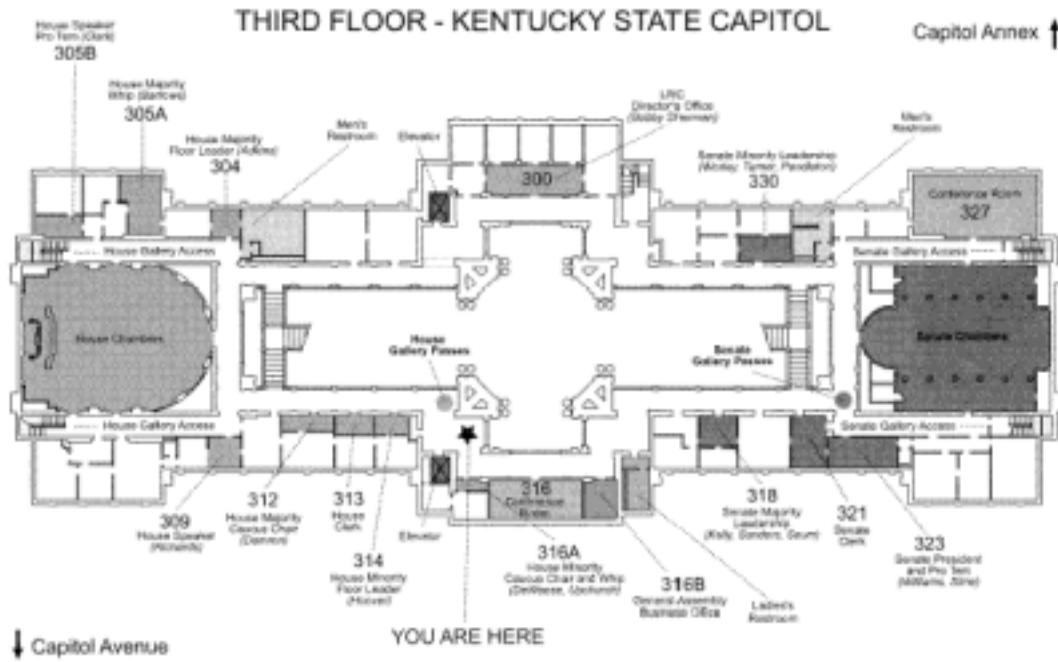 THIRD FLOOR - KENTUCKY STATE CAPITOL
Capitol Annex
House Speaker
Pro Tem (Clark)
305B
House Majority
Whip (Barrows)
305A
House Majority
Floor Leader (Adkins)
304
Men's
Restroom
Elevator
LRC
Director's Office
(Bobby Sherman)
300
Senate Minority Leadership
(Worley, Turner, Pendleton)
330
Men's
Restroom
Conference Room
327
House Gallery Access
Senate Gallery Access
House Chambers
House
Gallery Passes
Senate
Gallery Passes
Senate Chambers
House Gallery Access
Senate Gallery Access
309
House Speaker
(Richards)
312
House Majority
Caucus Chair
(Damron)
313
House
Clerk
314
House Minority
Floor Leader
(Hoover)
Elevator
316
Conference
Room
316A
House Minority
Caucus Chair and Whip
(DeWeese, Upchurch)
316B
General Assembly
Business Office
Ladies's
Restroom
318
Senate Majority
Leadership
(Kelly, Sanders, Seum)
321
Senate
Clerk
323
Senate President
and Pro Tem
(Williams, Stine)
YOU ARE HERE
Capitol Avenue